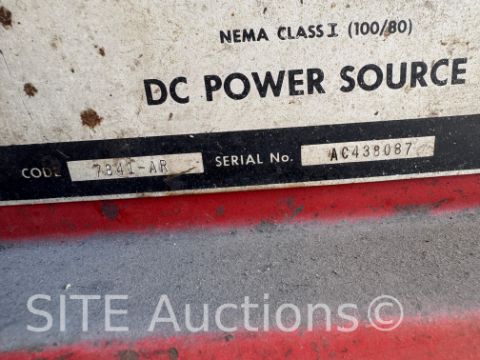 NEMA CLASS I (100/80)
DC POWER SOURCE
CODE 7841-AR SERIAL No. AC438087
SITE Auctions©